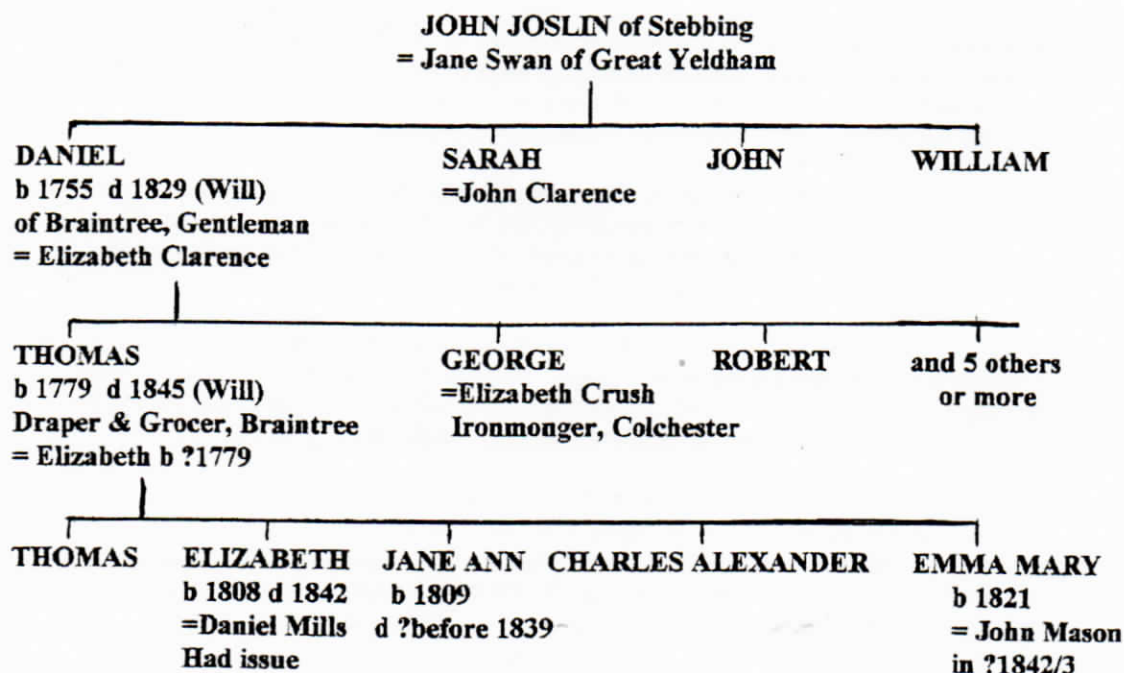 JOHN JOSLIN of Stebbing
= Jane Swan of Great Yeldham
DANIEL
b 1755 d 1829 (Will)
of Braintree, Gentleman
= Elizabeth Clarence
SARAH
=John Clarence
JOHN
WILLIAM
THOMAS
b 1779 d 1845 (Will)
Draper & Grocer, Braintree
= Elizabeth b ?1779
GEORGE
=Elizabeth Crush
Ironmonger, Colchester
ROBERT
and 5 others
or more
THOMAS
ELIZABETH
b 1808 d 1842
=Daniel Mills
Had issue
JANE ANN
b 1809
d ?before 1839
CHARLES ALEXANDER
EMMA MARY
b 1821
= John Mason
in ?1842/3